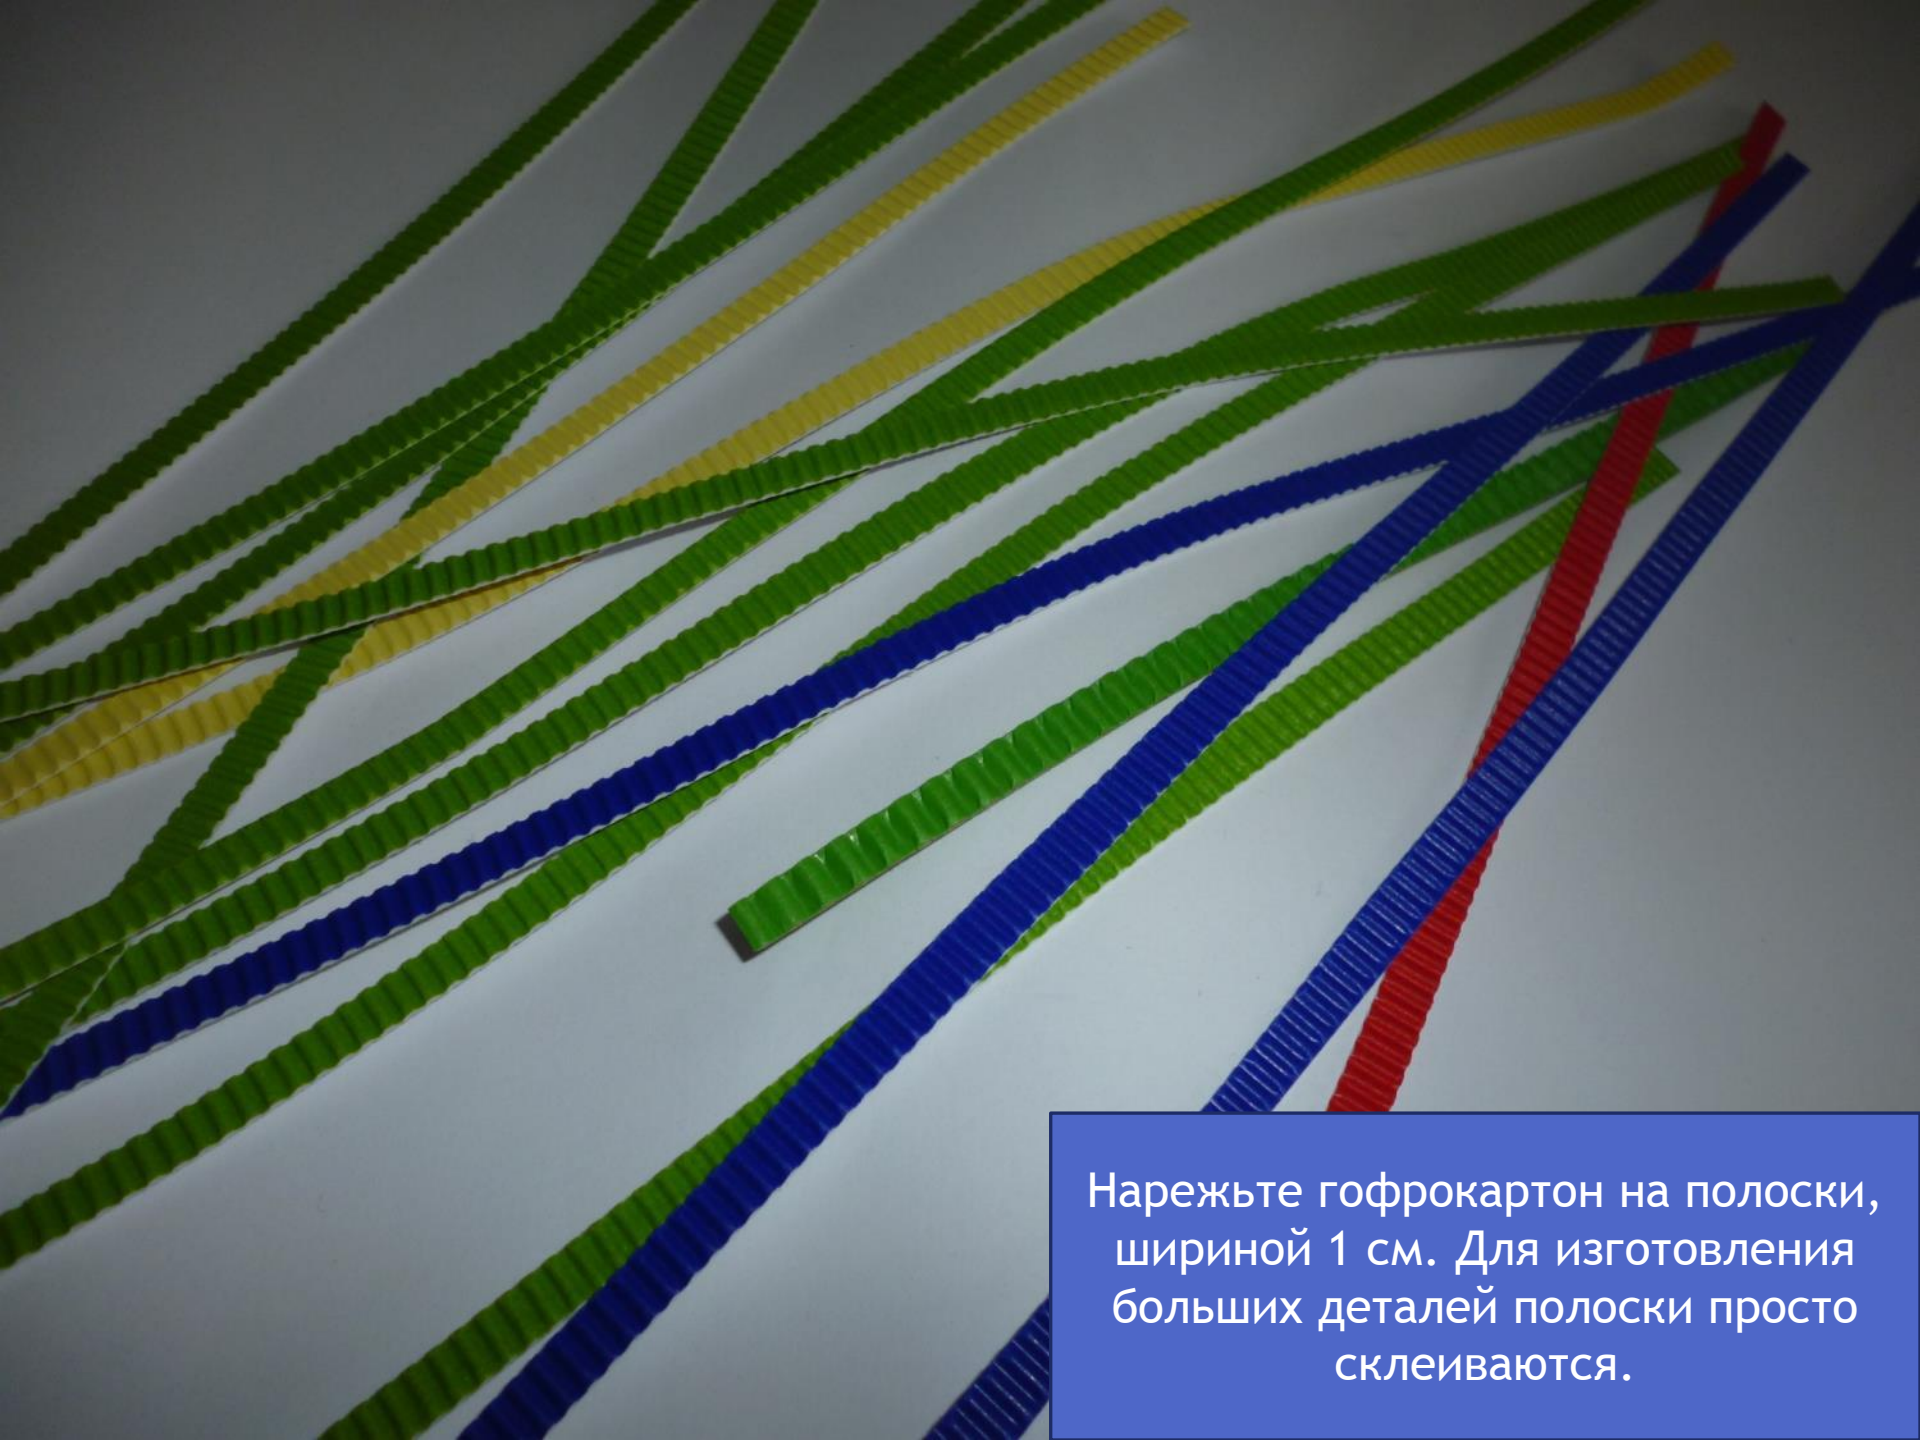 Нарежьте гофрокартон на полоски,
шириной 1 см. Для изготовления
больших деталей полоски просто
склеиваются.